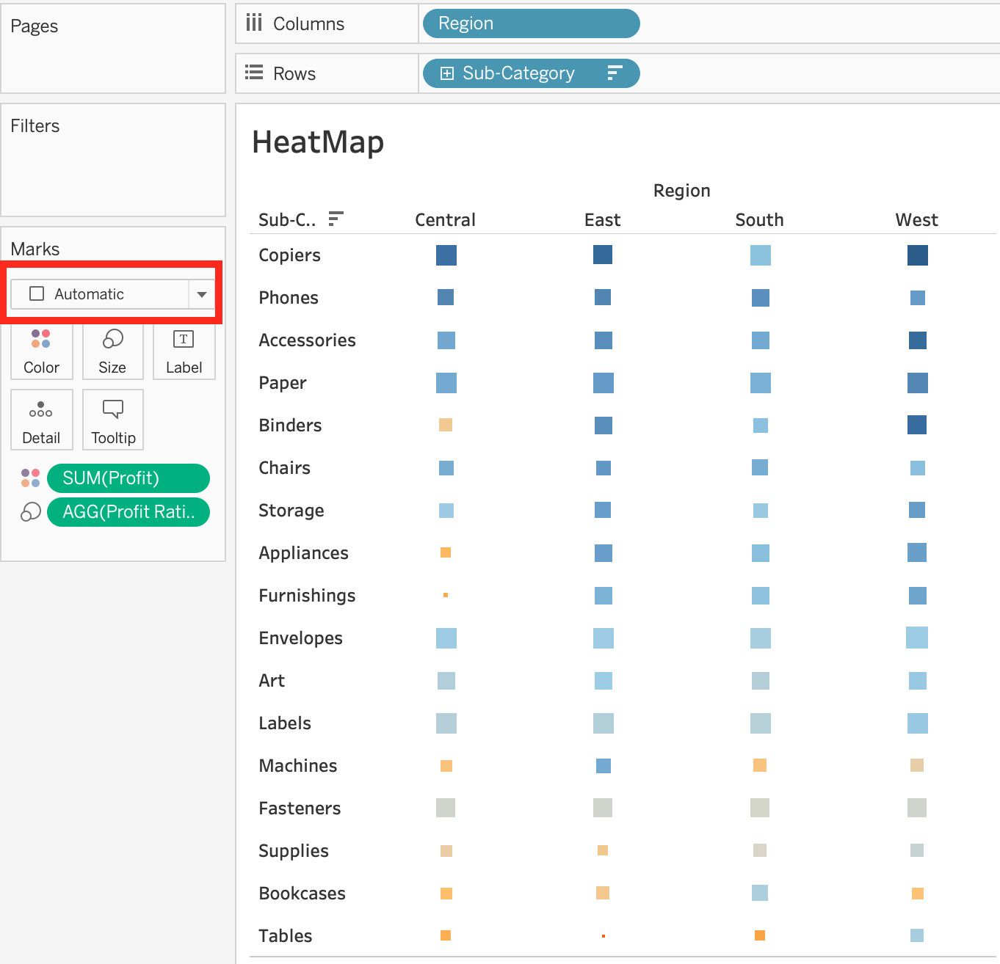 Pages
Columns
Region
Rows
Sub-Category
Filters
HeatMap
Region
Sub-C..
Central
East
South
West
Marks
Automatic
Color
Size
T
Label
Detail
Tooltip
SUM(Profit)
AGG(Profit Rati..
Copiers
Phones
Accessories
Paper
Binders
Chairs
Storage
Appliances
Furnishings
Envelopes
Art
Labels
Machines
Fasteners
Supplies
Bookcases
Tables